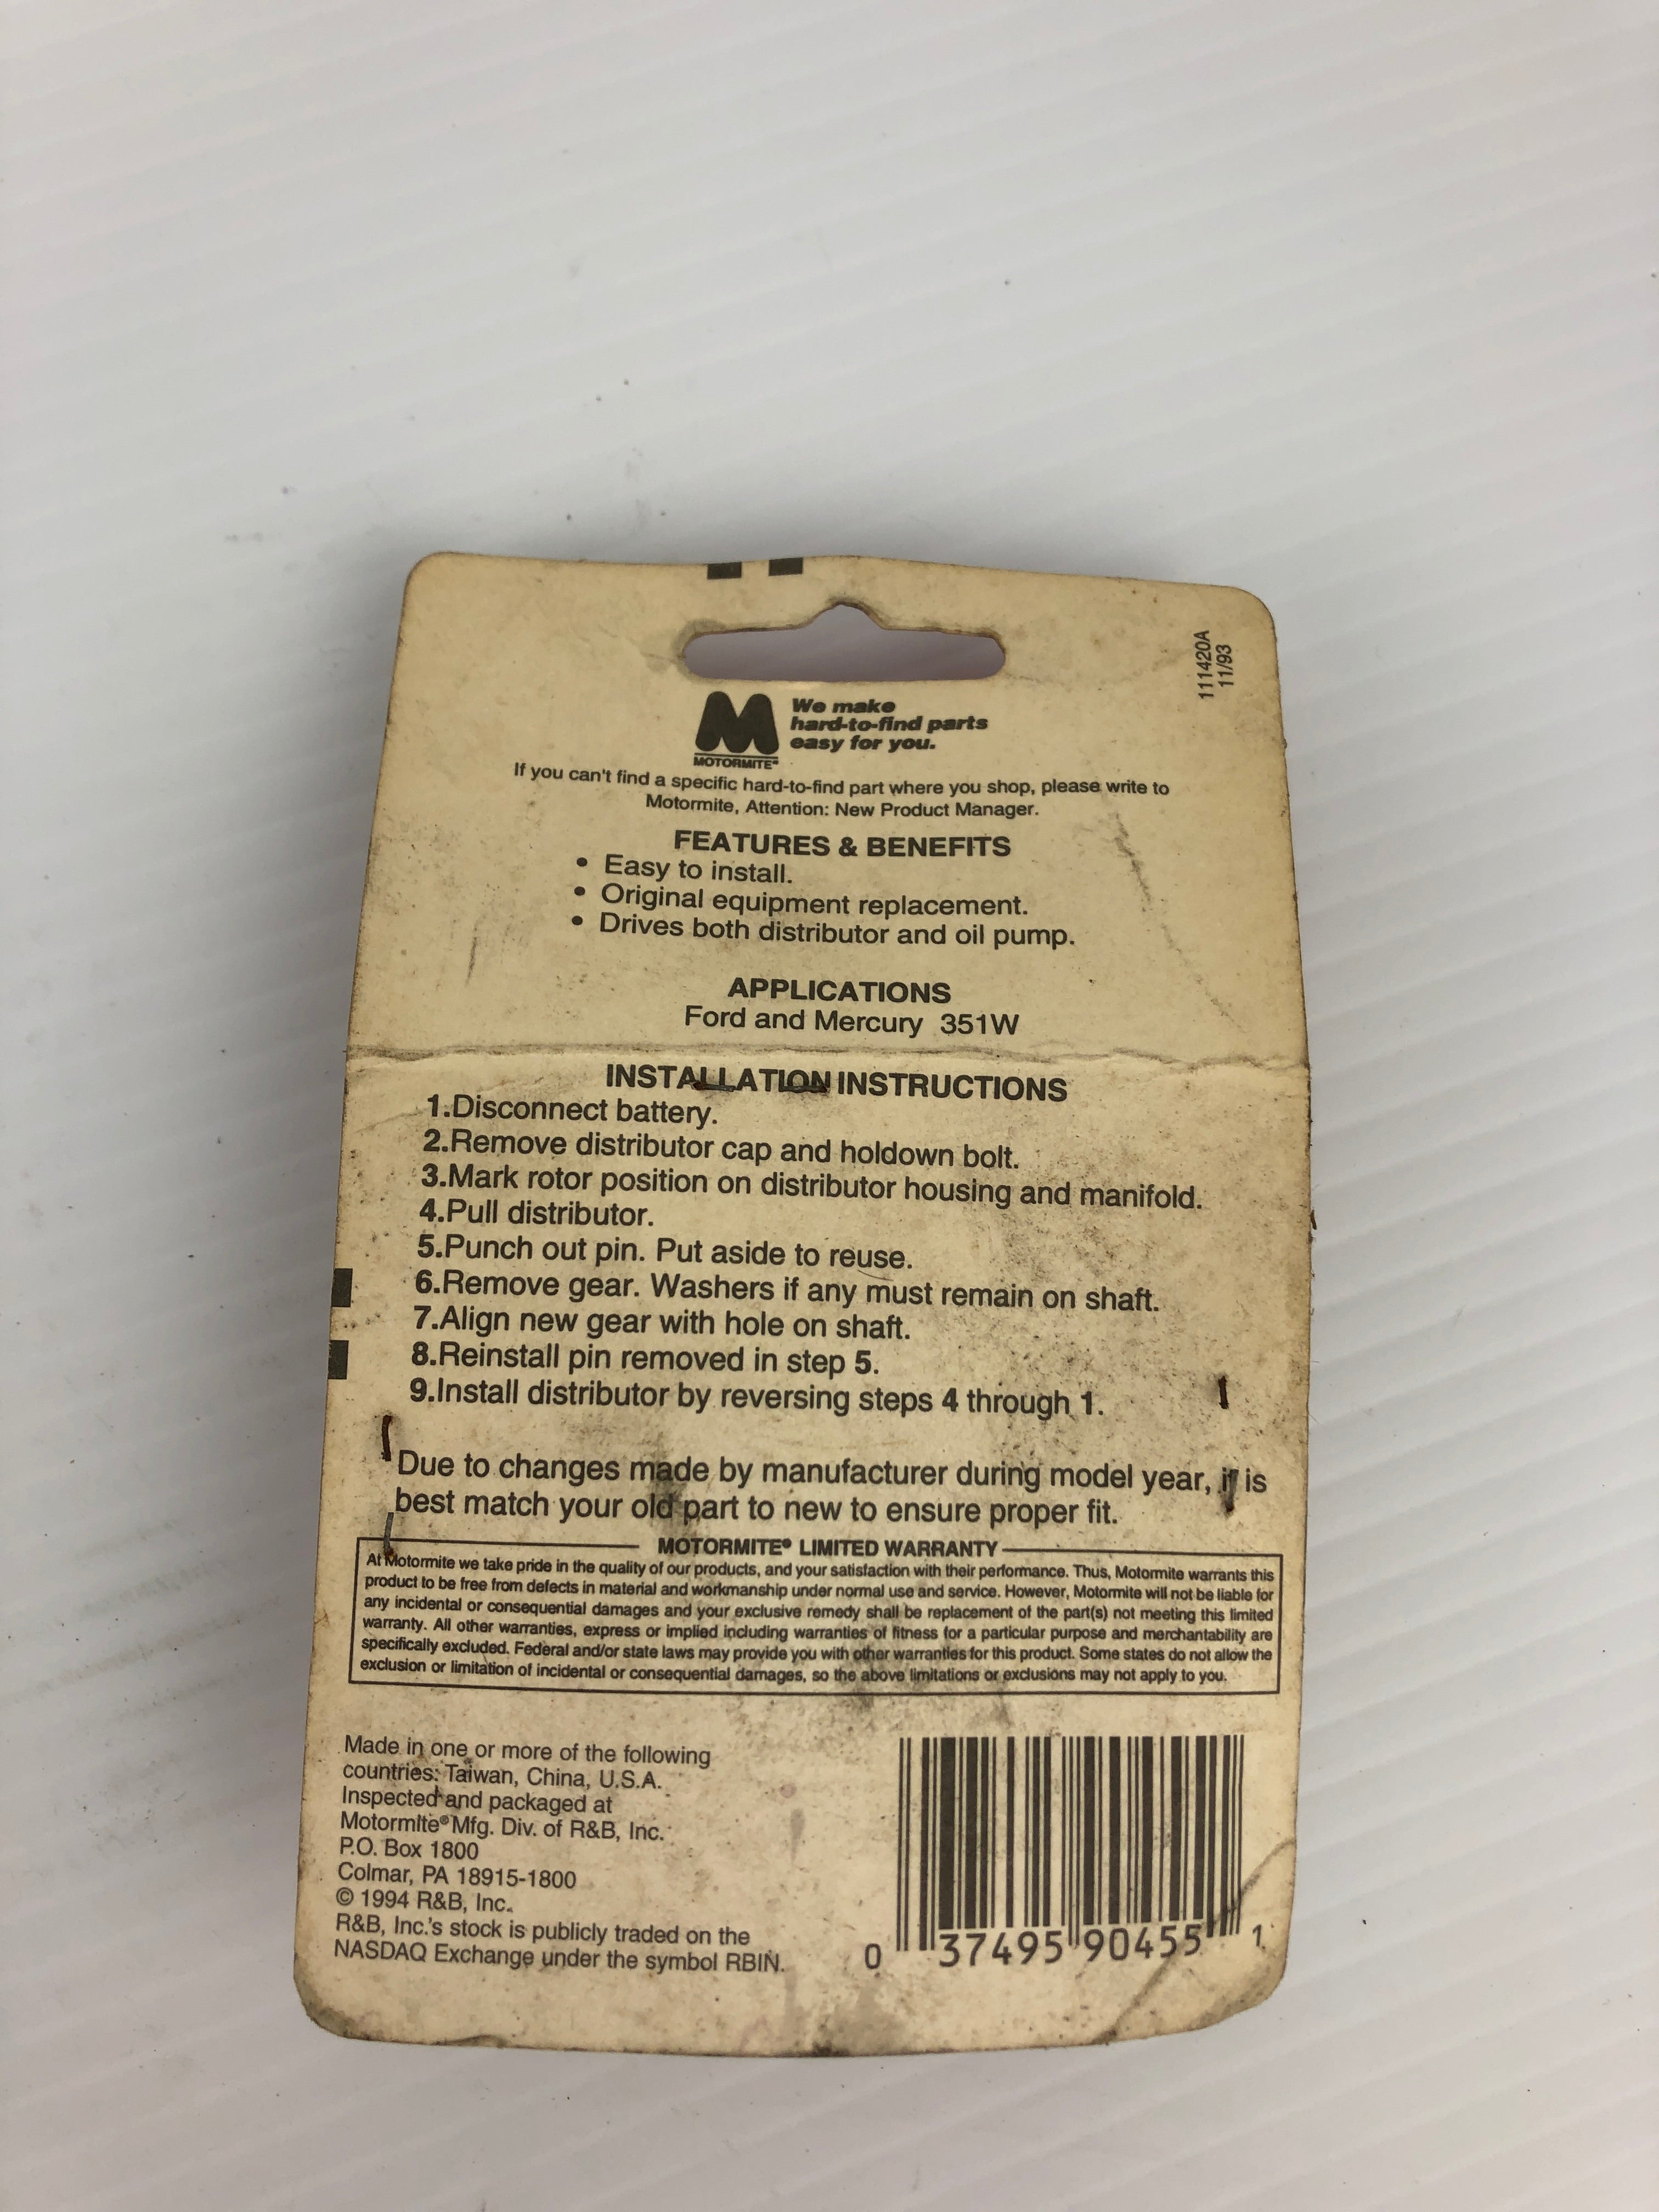 111420A
11/93
We make
hard-to-find parts
easy for you.
MOTORMITE®
If you can't find a specific hard-to-find part where you shop, please write to
Motormite, Attention: New Product Manager.
FEATURES & BENEFITS
• Easy to install.
• Original equipment replacement.
• Drives both distributor and oil pump.
APPLICATIONS
Ford and Mercury 351W
INSTALLATION INSTRUCTIONS
1.Disconnect battery.
2.Remove distributor cap and holdown bolt.
3.Mark rotor position on distributor housing and manifold.
4.Pull distributor.
5.Punch out pin. Put aside to reuse.
6.Remove gear. Washers if any must remain on shaft.
7.Align new gear with hole on shaft.
8.Reinstall pin removed in step 5.
9.Install distributor by reversing steps 4 through 1.
Due to changes made by manufacturer during model year, it is
best match your old part to new to ensure proper fit.
MOTORMITE® LIMITED WARRANTY
At Motormite we take pride in the quality of our products, and your satisfaction with their performance. Thus, Motormite warrants this
product to be free from defects in material and workmanship under normal use and service. However, Motormite will not be liable for
any incidental or consequential damages and your exclusive remedy shall be replacement of the part(s) not meeting this limited
warranty. All other warranties, express or implied including warranties of fitness for a particular purpose and merchantability are
specifically excluded. Federal and/or state laws may provide you with other warranties for this product. Some states do not allow the
exclusion or limitation of incidental or consequential damages, so the above limitations or exclusions may not apply to you.
Made in one or more of the following
countries: Taiwan, China, U.S.A.
Inspected and packaged at
Motormite® Mfg. Div. of R&B, Inc.
P.O. Box 1800
Colmar, PA 18915-1800
© 1994 R&B, Inc.
R&B, Inc.'s stock is publicly traded on the
NASDAQ Exchange under the symbol RBIN.
0 37495 90455 1